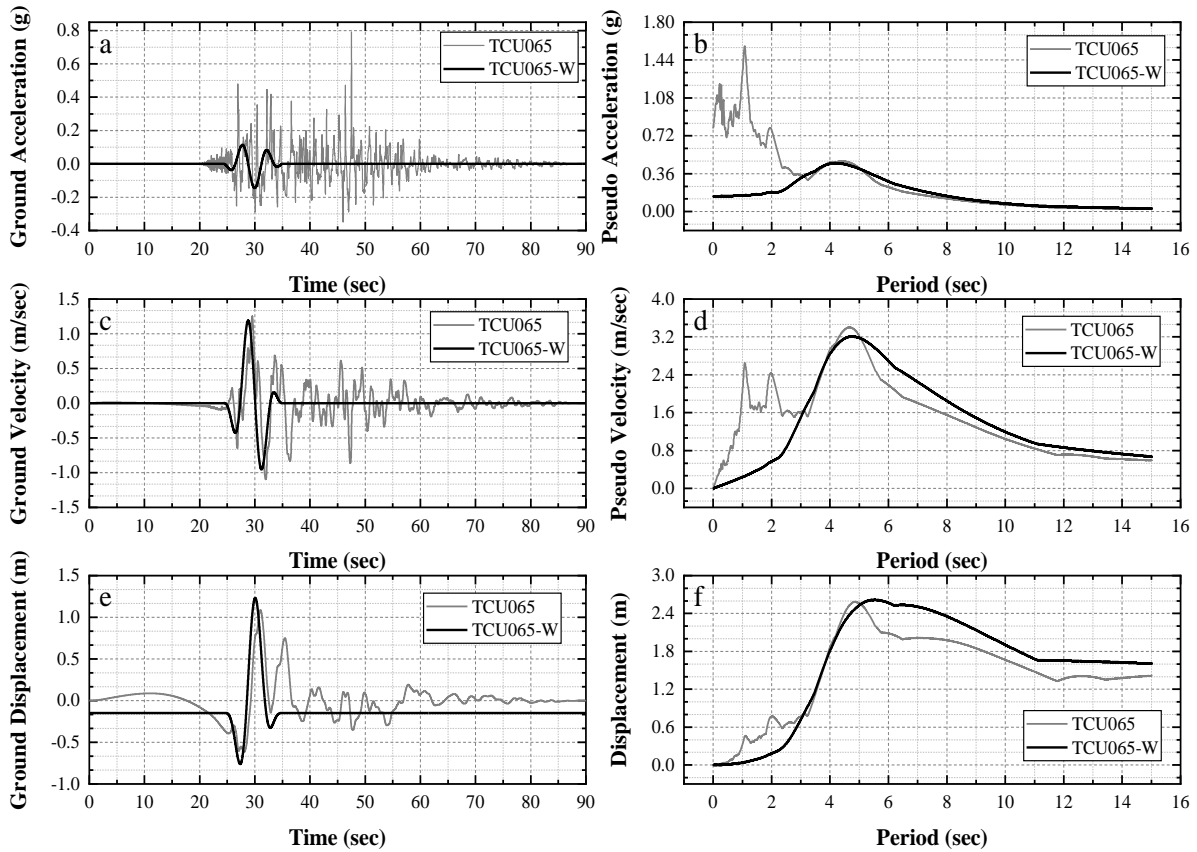 a
TCU065
TCU065-W
Ground Acceleration (g)
0.8
0.6
0.4
0.2
0.0
-0.2
-0.4
0 10 20 30 40 50 60 70 80 90
Time (sec)
b
TCU065
TCU065-W
Pseudo Acceleration (g)
1.80
1.44
1.08
0.72
0.36
0.00
0 2 4 6 8 10 12 14 16
Period (sec)
c
TCU065
TCU065-W
Ground Velocity (m/sec)
1.5
1.0
0.5
0.0
-0.5
-1.0
-1.5
0 10 20 30 40 50 60 70 80 90
Time (sec)
d
TCU065
TCU065-W
Pseudo Velocity (m/sec)
4.0
3.2
2.4
1.6
0.8
0.0
0 2 4 6 8 10 12 14 16
Period (sec)
e
TCU065
TCU065-W
Ground Displacement (m)
1.5
1.0
0.5
0.0
-0.5
-1.0
0 10 20 30 40 50 60 70 80 90
Time (sec)
f
TCU065
TCU065-W
Displacement (m)
3.0
2.4
1.8
1.2
0.6
0.0
0 2 4 6 8 10 12 14 16
Period (sec)